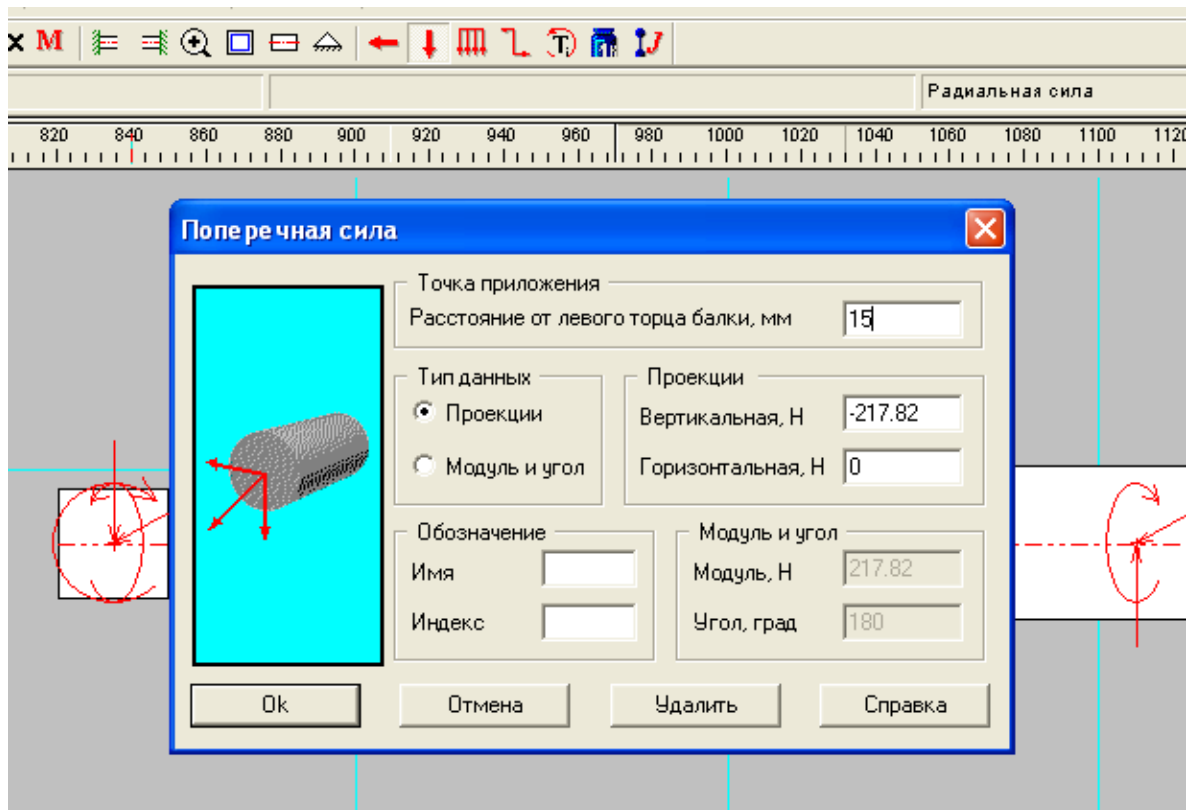 М
T
J
Радиальная сила
820 840 860 880 900 920 940 960 980 1000 1020 1040 1060 1080 1100 1120
Поперечная сила
Точка приложения
Расстояние от левого торца балки, мм 15
Тип данных
Проекции
Проекции
Вертикальная, Н -217.82
Модуль и угол
Горизонтальная, Н 0
Обозначение
Модуль и угол
Имя
Модуль, Н 217.82
Индекс
Угол, град 180
Ok Отмена Удалить Справка